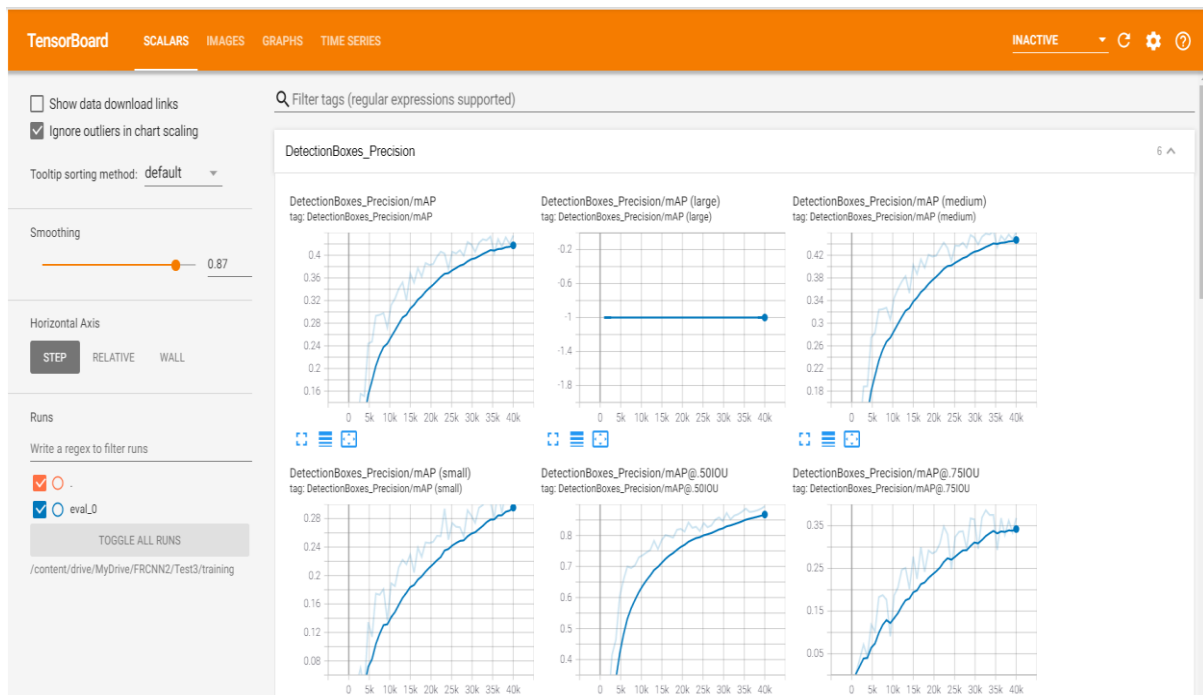 TensorBoard SCALARS IMAGES GRAPHS TIME SERIES INACTIVE
Show data download links
Ignore outliers in chart scaling
Tooltip sorting method: default
Smoothing
0.87
Horizontal Axis
STEP RELATIVE WALL
Runs
Write a regex to filter runs
.
eval_0
TOGGLE ALL RUNS
/content/drive/MyDrive/FRCNN2/Test3/training
Filter tags (regular expressions supported)
DetectionBoxes_Precision 6
DetectionBoxes_Precision/mAP
tag: DetectionBoxes_Precision/mAP
0.4
0.36
0.32
0.28
0.24
0.2
0.16
0 5k 10k 15k 20k 25k 30k 35k 40k
DetectionBoxes_Precision/mAP (large)
tag: DetectionBoxes_Precision/mAP (large)
-0.2
-0.6
-1
-1.4
-1.8
0 5k 10k 15k 20k 25k 30k 35k 40k
DetectionBoxes_Precision/mAP (medium)
tag: DetectionBoxes_Precision/mAP (medium)
0.42
0.38
0.34
0.3
0.26
0.22
0.18
0 5k 10k 15k 20k 25k 30k 35k 40k
DetectionBoxes_Precision/mAP (small)
tag: DetectionBoxes_Precision/mAP (small)
0.28
0.24
0.2
0.16
0.12
0.08
0 5k 10k 15k 20k 25k 30k 35k 40k
DetectionBoxes_Precision/mAP@.50IOU
tag: DetectionBoxes_Precision/mAP@.50IOU
0.8
0.7
0.6
0.5
0.4
0 5k 10k 15k 20k 25k 30k 35k 40k
DetectionBoxes_Precision/mAP@.75IOU
tag: DetectionBoxes_Precision/mAP@.75IOU
0.35
0.25
0.15
0.05
0 5k 10k 15k 20k 25k 30k 35k 40k